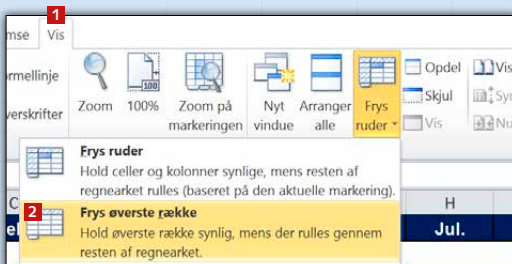 1
Vis
rmellinje
Zoom 100% Zoom på markeringen
Nyt vindue
Arranger alle
Frys ruder
Opdel
Skjul
Vis
Vis
Frys ruder
Hold celler og kolonner synlige, mens resten af
regnearket rulles (baseret på den aktuelle markering).
2
Frys øverste række
Hold øverste række synlig, mens der rulles gennem
resten af regnearket.
C
H
Jul.